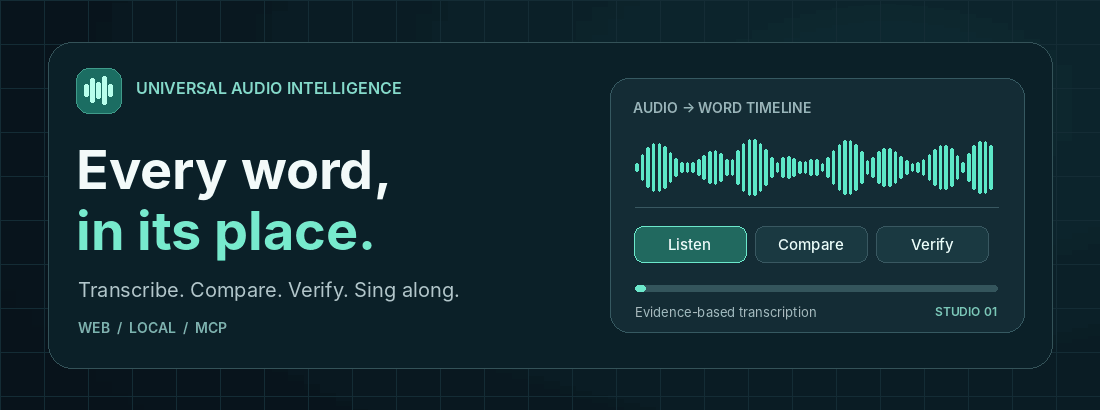 UNIVERSAL AUDIO INTELLIGENCE
Every word,
in its place.
Transcribe. Compare. Verify. Sing along.
WEB / LOCAL / MCP
AUDIO → WORD TIMELINE
Listen
Compare
Verify
Evidence-based transcription
STUDIO 01